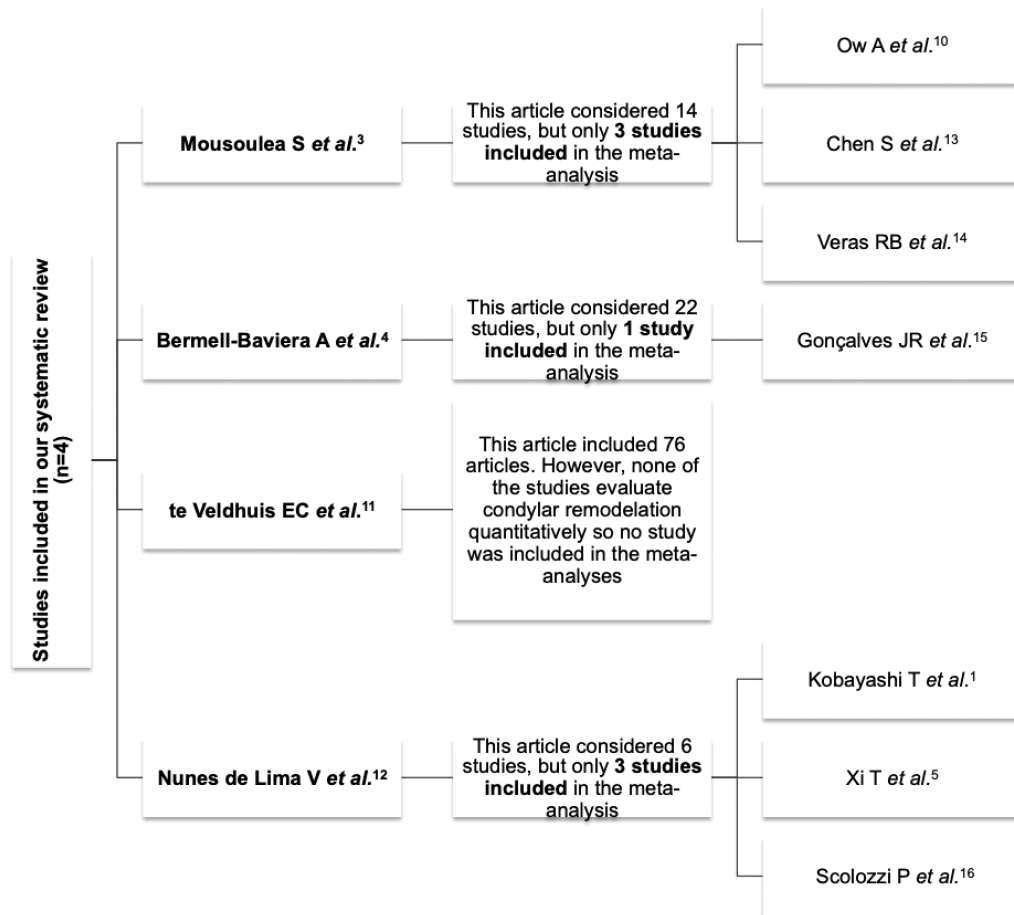 Studies included in our systematic review
(n=4)
Mousoulea S et al.³
This article considered 14
studies, but only 3 studies
included in the meta-
analysis
Ow A et al.¹⁰
Chen S et al.¹³
Veras RB et al.¹⁴
Bermell-Baviera A et al.⁴
This article considered 22
studies, but only 1 study
included in the meta-
analysis
Gonçalves JR et al.¹⁵
te Veldhuis EC et al.¹¹
This article included 76
articles. However, none of
the studies evaluate
condylar remodelation
quantitatively so no study
was included in the meta-
analyses
Nunes de Lima V et al.¹²
This article considered 6
studies, but only 3 studies
included in the meta-
analysis
Kobayashi T et al.¹
Xi T et al.⁵
Scolozzi P et al.¹⁶